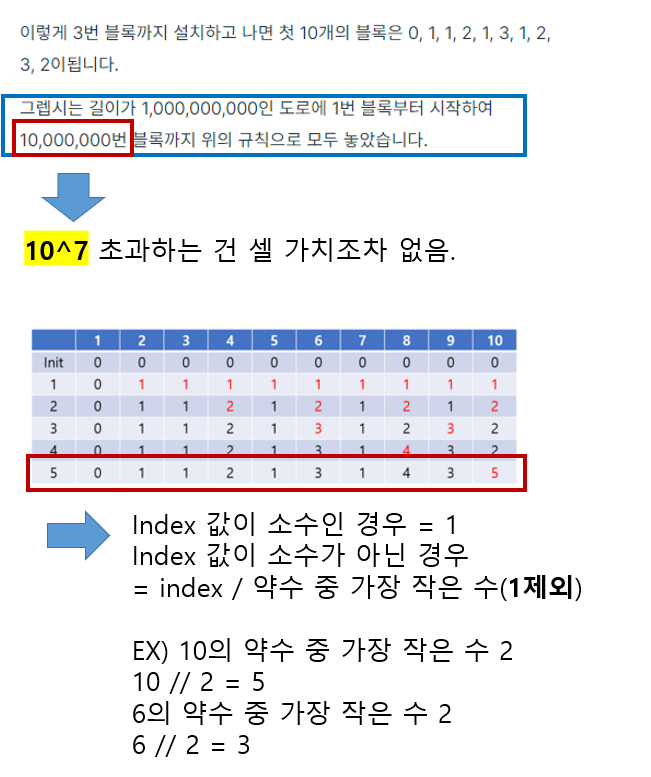 이렇게 3번 블록까지 설치하고 나면 첫 10개의 블록은 0, 1, 1, 2, 1, 3, 1, 2,
3, 2이됩니다.
그렙시는 길이가 1,000,000,000인 도로에 1번 블록부터 시작하여
10,000,000번 블록까지 위의 규칙으로 모두 놓았습니다.
10^7 초과하는 건 셀 가치조차 없음.
1 2 3 4 5 6 7 8 9 10
Init 0 0 0 0 0 0 0 0 0 0
1 0 1 1 1 1 1 1 1 1 1
2 0 1 1 2 1 2 1 2 1 2
3 0 1 1 2 1 3 1 2 3 2
4 0 1 1 2 1 3 1 4 3 2
5 0 1 1 2 1 3 1 4 3 5
Index 값이 소수인 경우 = 1
Index 값이 소수가 아닌 경우
= index / 약수 중 가장 작은 수(1제외)
EX) 10의 약수 중 가장 작은 수 2
10 // 2 = 5
6의 약수 중 가장 작은 수 2
6 // 2 = 3